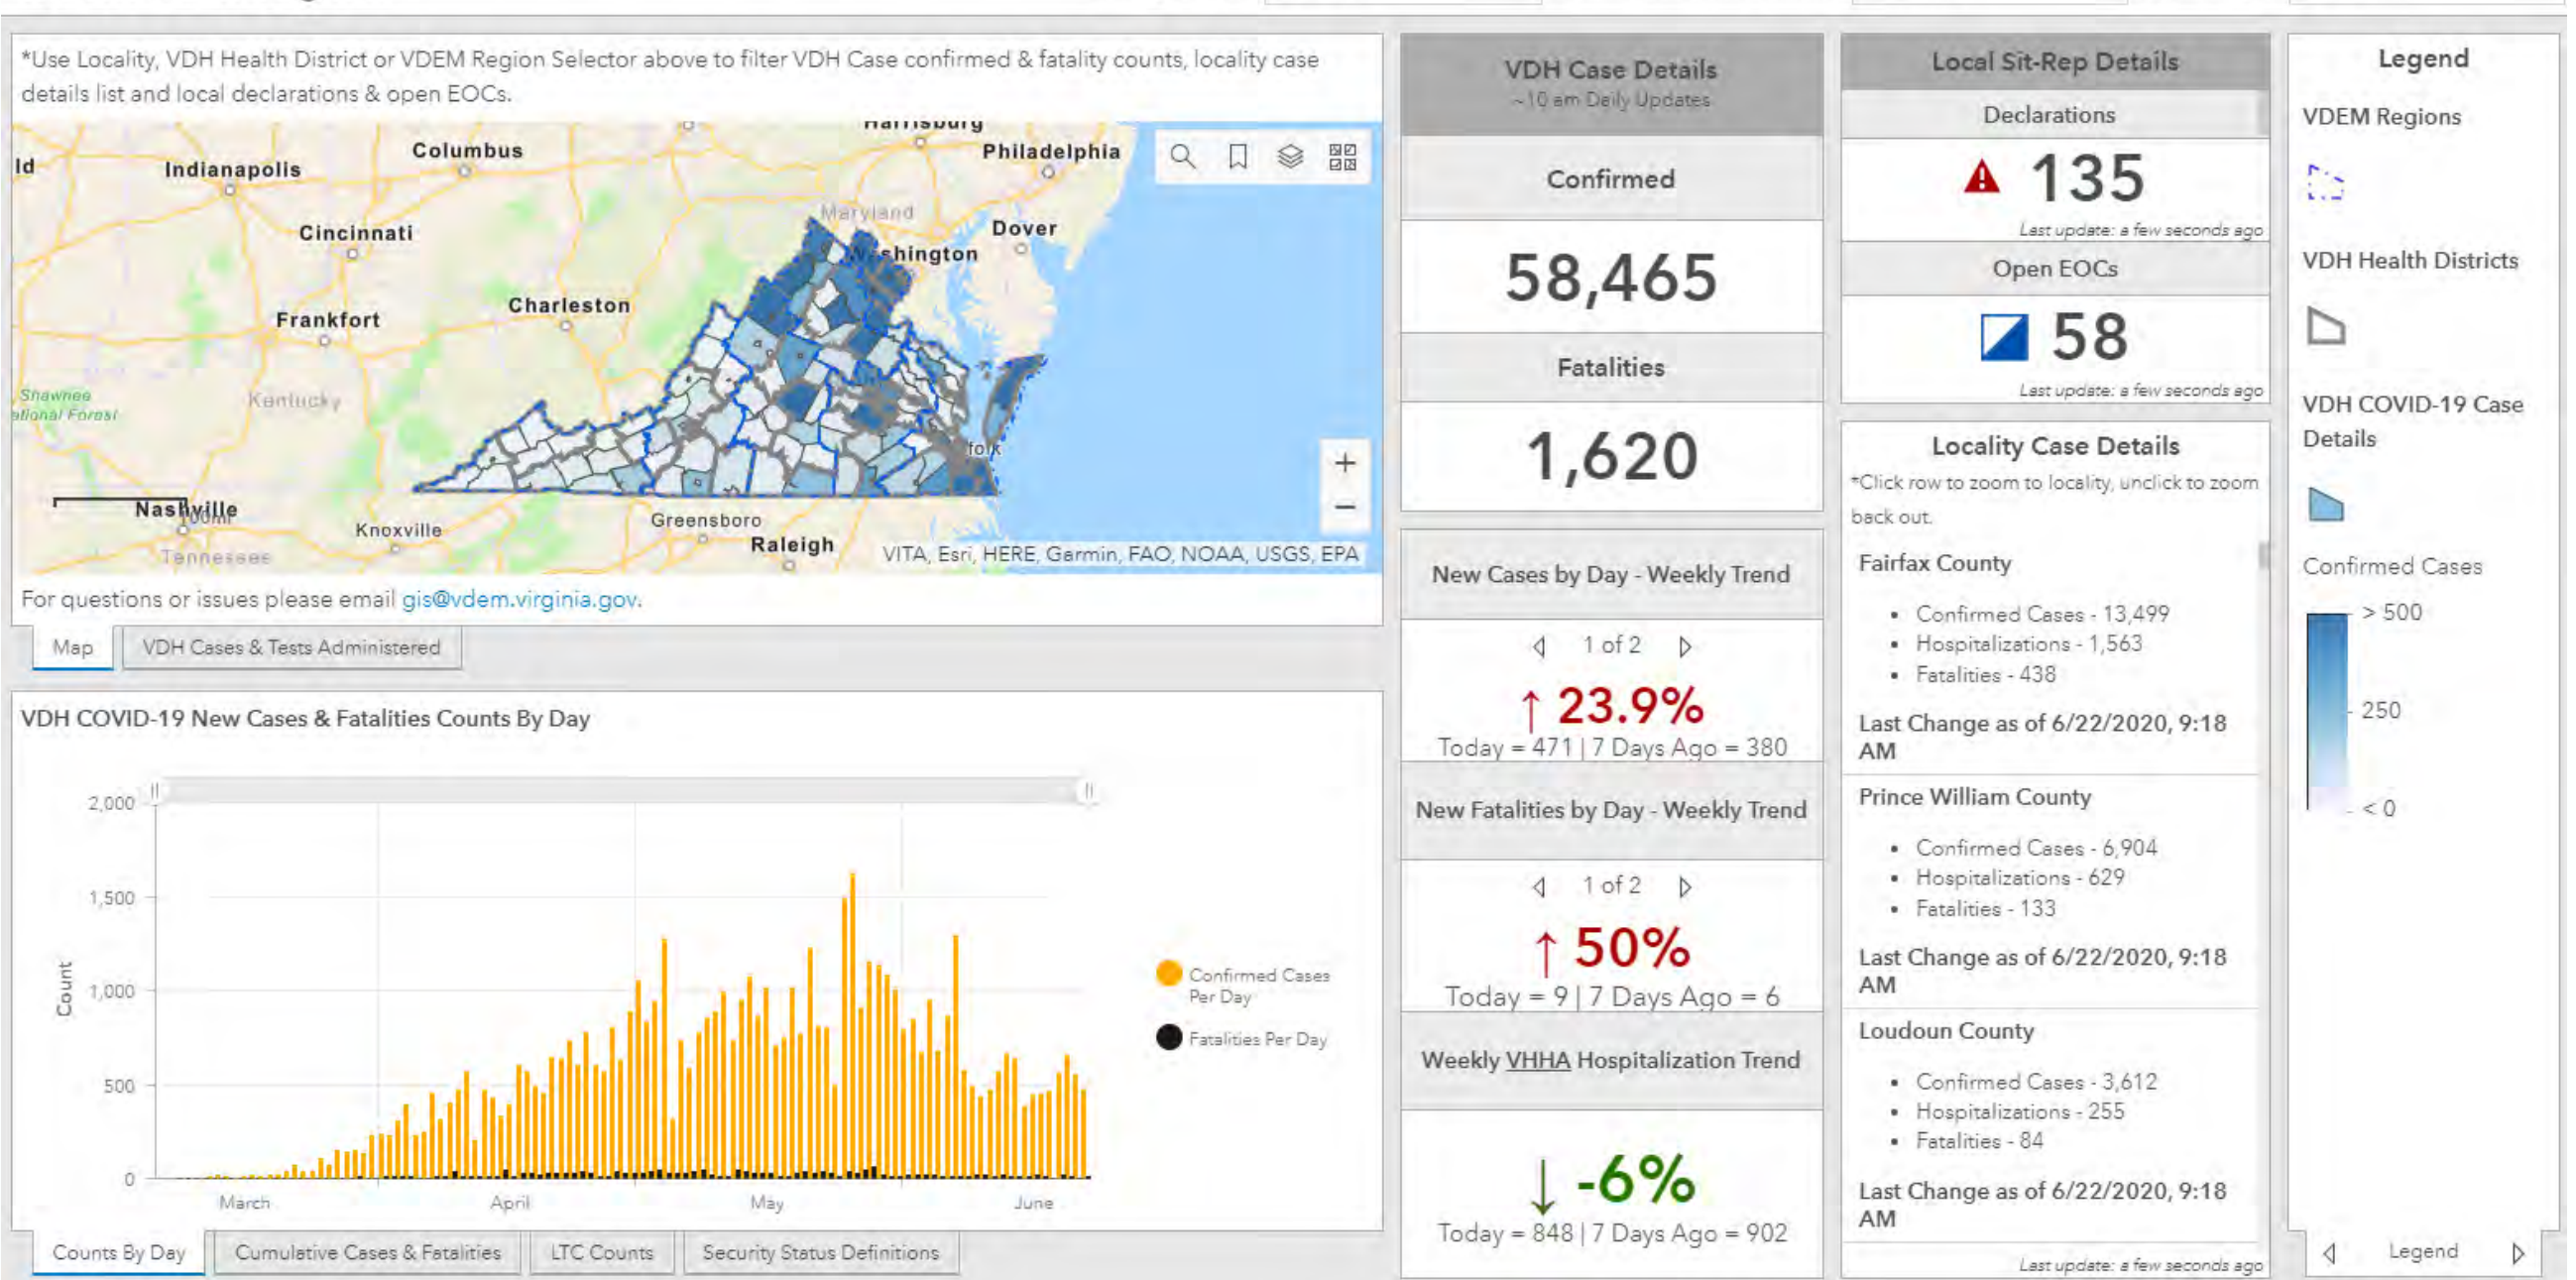 *Use Locality, VDH Health District or VDEM Region Selector above to filter VDH Case confirmed & fatality counts, locality case
details list and local declarations & open EOCs.
Harrisburg
Philadelphia
Columbus
ld
Indianapolis
Maryland
Cincinnati
Dover
Washington
Charleston
Frankfort
Shawnee
ational Forest
Kentucky
folk
Nashville
100mi
Knoxville
Greensboro
Raleigh
Tennessee
VITA, Esri, HERE, Garmin, FAO, NOAA, USGS, EPA
+
−
For questions or issues please email gis@vdem.virginia.gov.
Map
VDH Cases & Tests Administered
VDH COVID-19 New Cases & Fatalities Counts By Day
2,000
1,500
1,000
500
0
Count
March
April
May
June
Confirmed Cases
Per Day
Fatalities Per Day
Counts By Day
Cumulative Cases & Fatalities
LTC Counts
Security Status Definitions
VDH Case Details
~10 am Daily Updates
Confirmed
58,465
Fatalities
1,620
New Cases by Day - Weekly Trend
1 of 2
↑ 23.9%
Today = 471 | 7 Days Ago = 380
New Fatalities by Day - Weekly Trend
1 of 2
↑ 50%
Today = 9 | 7 Days Ago = 6
Weekly VHHA Hospitalization Trend
↓ -6%
Today = 848 | 7 Days Ago = 902
Local Sit-Rep Details
Declarations
135
Last update: a few seconds ago
Open EOCs
58
Last update: a few seconds ago
Locality Case Details
*Click row to zoom to locality, unclick to zoom
back out.
Fairfax County
• Confirmed Cases - 13,499
• Hospitalizations - 1,563
• Fatalities - 438
Last Change as of 6/22/2020, 9:18
AM
Prince William County
• Confirmed Cases - 6,904
• Hospitalizations - 629
• Fatalities - 133
Last Change as of 6/22/2020, 9:18
AM
Loudoun County
• Confirmed Cases - 3,612
• Hospitalizations - 255
• Fatalities - 84
Last Change as of 6/22/2020, 9:18
AM
Last update: a few seconds ago
Legend
VDEM Regions
VDH Health Districts
VDH COVID-19 Case
Details
Confirmed Cases
> 500
250
< 0
Legend